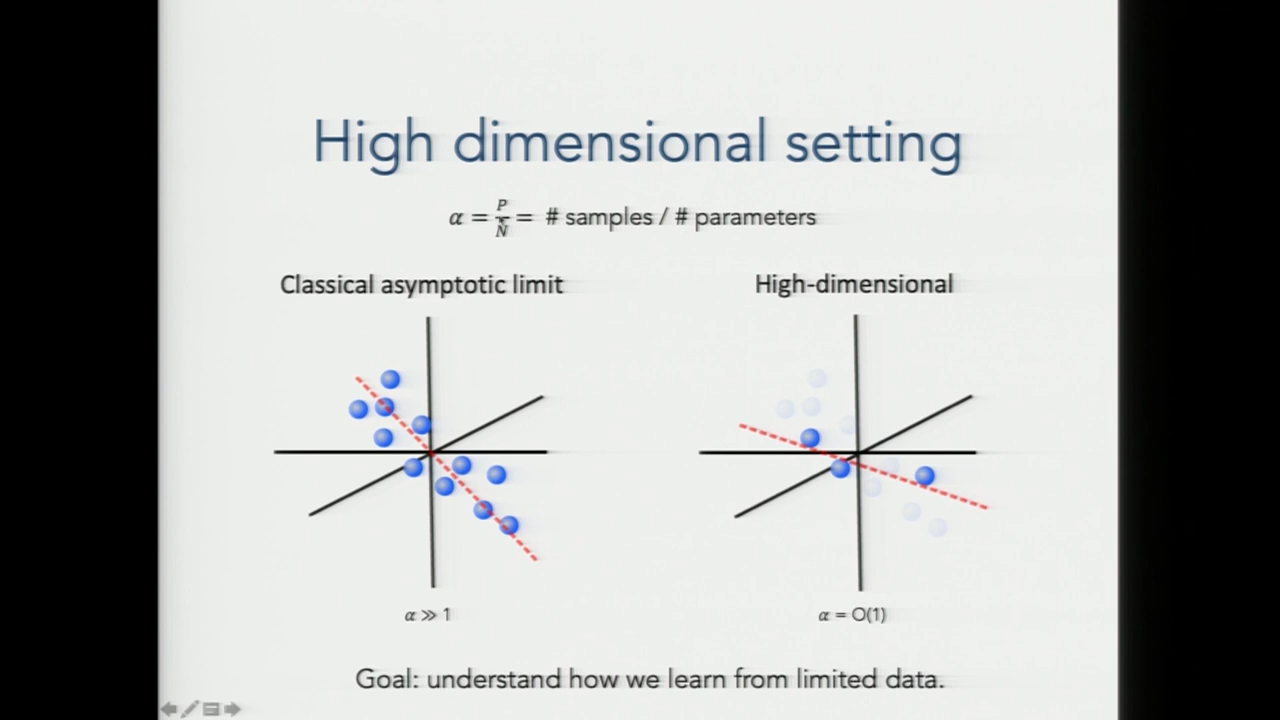 High dimensional setting
α = P/Ñ = # samples / # parameters
Classical asymptotic limit
High-dimensional
α ≫ 1
α = O(1)
Goal: understand how we learn from limited data.